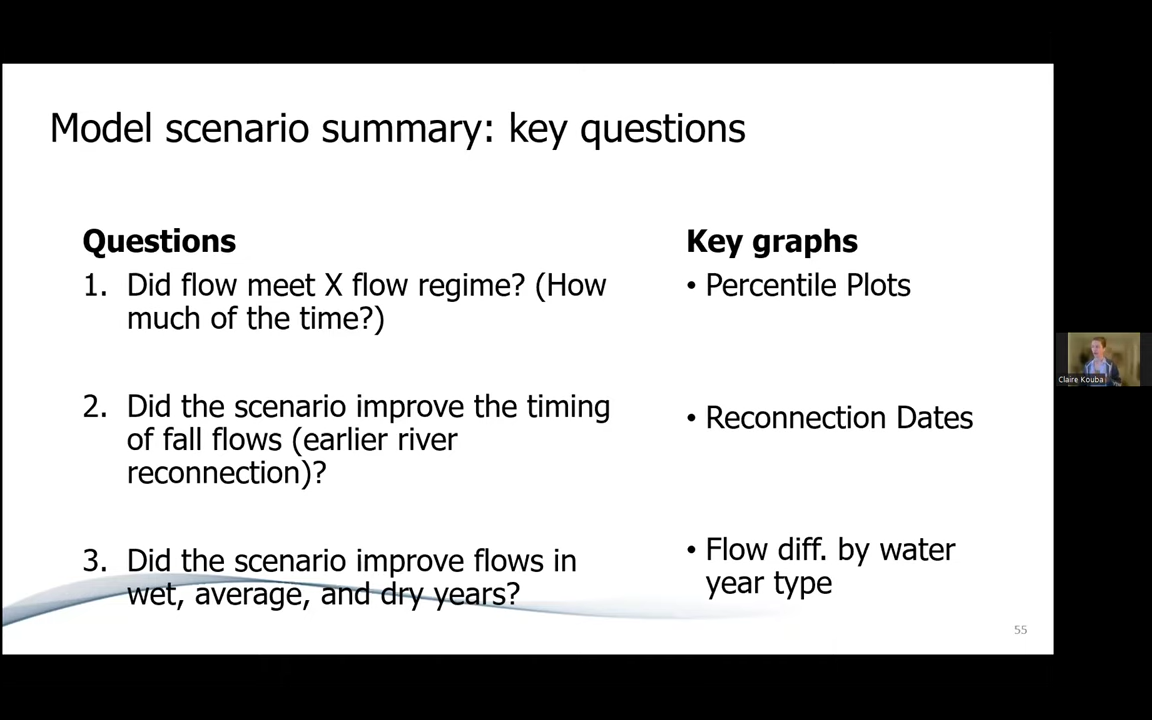 Model scenario summary: key questions
Questions
1. Did flow meet X flow regime? (How
much of the time?)
2. Did the scenario improve the timing
of fall flows (earlier river
reconnection)?
3. Did the scenario improve flows in
wet, average, and dry years?
Key graphs
• Percentile Plots
• Reconnection Dates
• Flow diff. by water
year type
55
Claire Kouba